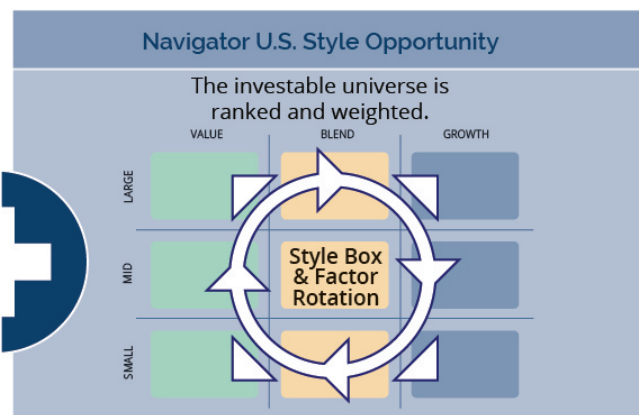 Navigator U.S. Style Opportunity
The investable universe is
ranked and weighted.
VALUE
BLEND
GROWTH
LARGE
MID
SMALL
Style Box
& Factor
Rotation